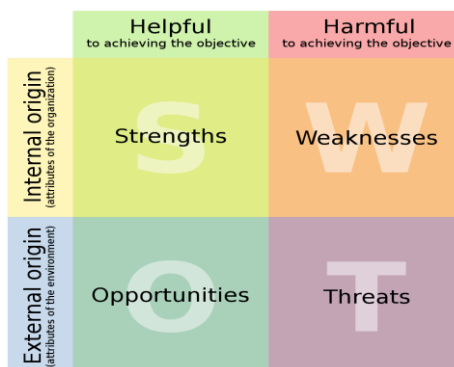 Helpful
to achieving the objective
Harmful
to achieving the objective
Internal origin
(attributes of the organization)
S
Strengths
W
Weaknesses
External origin
(attributes of the environment)
O
Opportunities
T
Threats